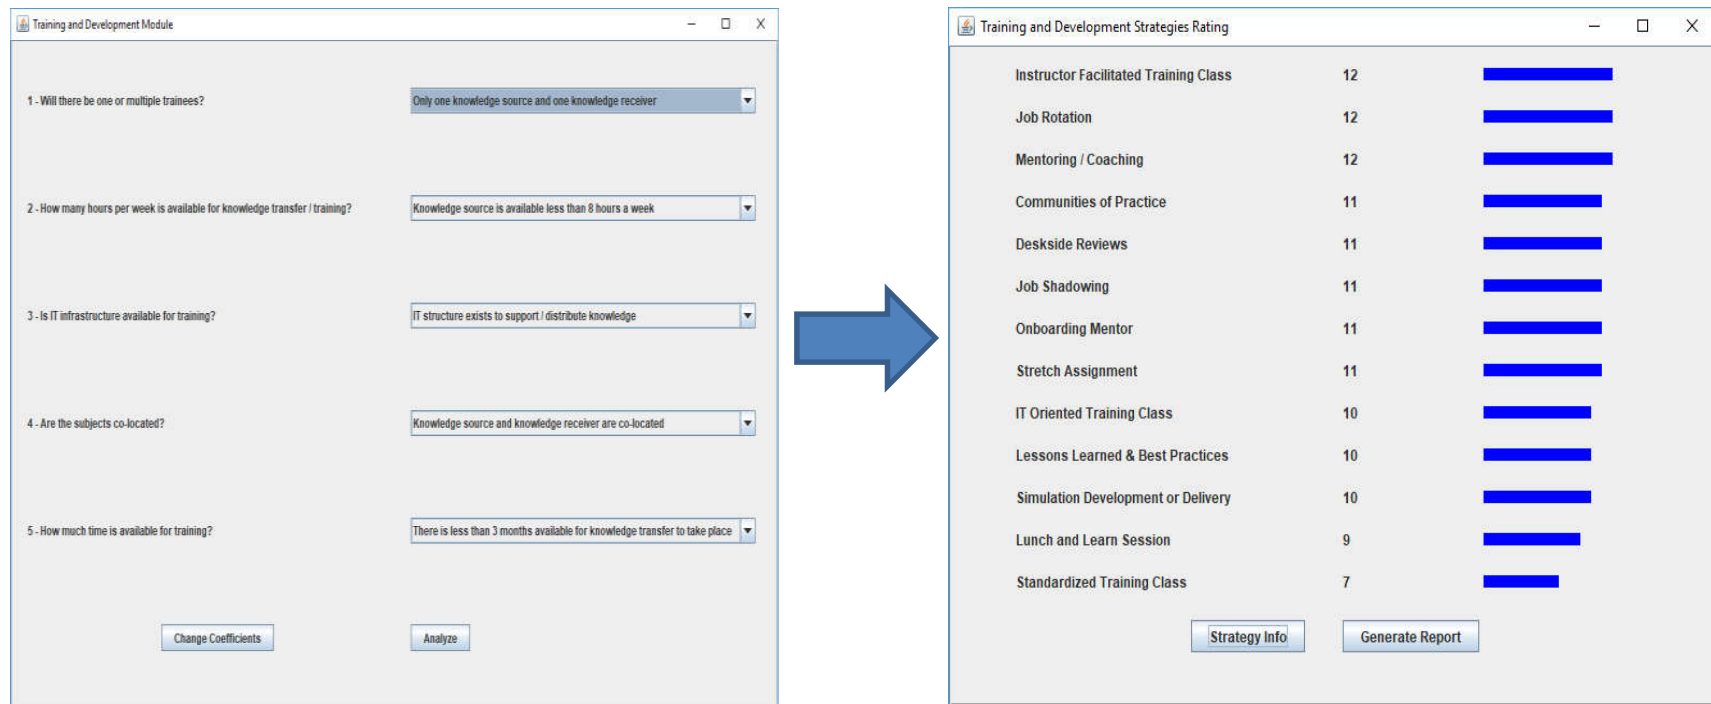 Training and Development Module
1 - Will there be one or multiple trainees?
Only one knowledge source and one knowledge receiver
2 - How many hours per week is available for knowledge transfer / training?
Knowledge source is available less than 8 hours a week
3 - Is IT infrastructure available for training?
IT structure exists to support / distribute knowledge
4 - Are the subjects co-located?
Knowledge source and knowledge receiver are co-located
5 - How much time is available for training?
There is less than 3 months available for knowledge transfer to take place
Change Coefficients
Analyze
Training and Development Strategies Rating
Instructor Facilitated Training Class 12
Job Rotation 12
Mentoring / Coaching 12
Communities of Practice 11
Deskside Reviews 11
Job Shadowing 11
Onboarding Mentor 11
Stretch Assignment 11
IT Oriented Training Class 10
Lessons Learned & Best Practices 10
Simulation Development or Delivery 10
Lunch and Learn Session 9
Standardized Training Class 7
Strategy Info
Generate Report